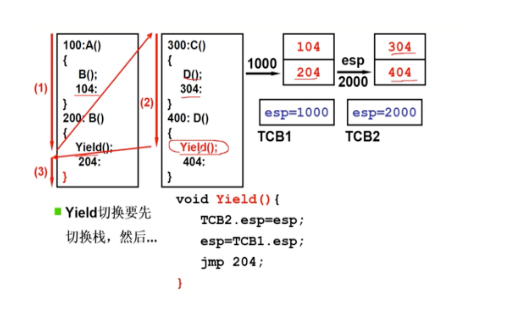 (1)
100:A()
{
B();
104:
}
200: B()
{
Yield();
204:
}
(3)
(2)
300:C()
{
D();
304:
}
400: D()
{
Yield();
404:
}
1000
104
204
esp=1000
TCB1
esp
2000
304
404
esp=2000
TCB2
Yield切换要先
切换栈，然后...
void Yield(){
TCB2.esp=esp;
esp=TCB1.esp;
jmp 204;
}